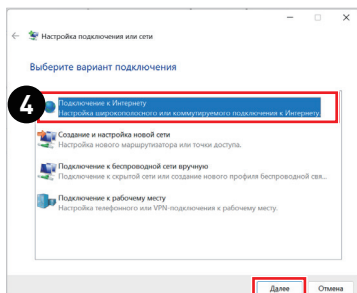 Настройка подключения или сети
Выберите вариант подключения
4
Подключение к Интернету
Настройка широкополосного или коммутируемого подключения к Интернету.
Создание и настройка новой сети
Настройка нового маршрутизатора или точки доступа.
Подключение к беспроводной сети вручную
Подключение к скрытой сети или создание нового профиля беспроводной свя...
Подключение к рабочему месту
Настройка телефонного или VPN-подключения к рабочему месту.
Далее
Отмена